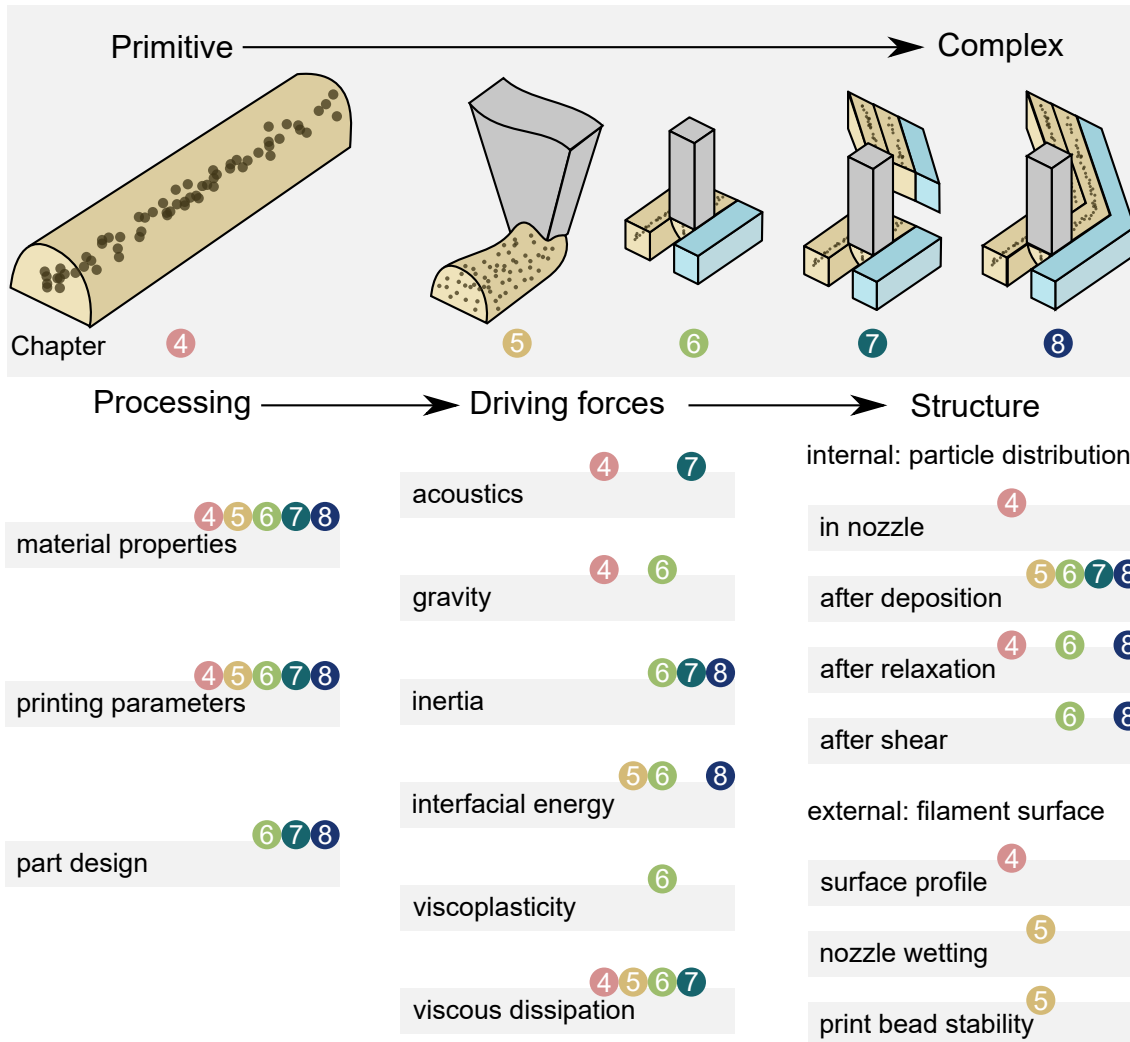 Primitive Complex
Chapter 4 5 6 7 8
Processing Driving forces Structure
4 5 6 7 8
material properties
4 5 6 7 8
printing parameters
6 7 8
part design
4 7
acoustics
4 6
gravity
6 7 8
inertia
5 6 8
interfacial energy
6
viscoplasticity
4 5 6 7
viscous dissipation
internal: particle distribution
4
in nozzle
5 6 7 8
after deposition
4 6 8
after relaxation
6 8
after shear
external: filament surface
4
surface profile
5
nozzle wetting
5
print bead stability